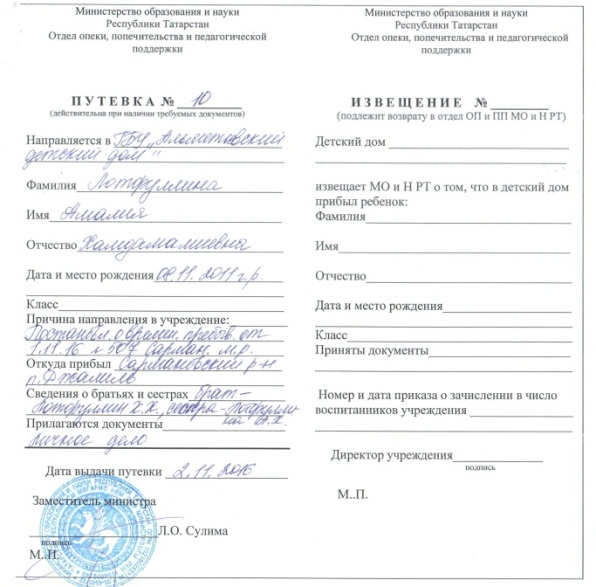 Министерство образования и науки
Республики Татарстан
Отдел опеки, попечительства и педагогической
поддержки
ПУТЕВКА № 10
(действительна при наличии требуемых документов)
Направляется в ГБУ „Альметьевский
детский дом"
Фамилия Лотфуллина
Имя Амалия
Отчество Хамдамалиевна
Дата и место рождения 08.11.2011 г.р.
Класс
Причина направления в учреждение:
Постановл. о времен. пребыв. от
1.11.16 № 507 Сарман. м.р.
Откуда прибыл Сармановский р-н
п. Джалиль
Сведения о братьях и сестрах брат-
Лотфуллин Х.Х., сестра-Лотфулли
на А.Х.
Прилагаются документы
личное дело
Дата выдачи путевки 2.11.2016
Заместитель министра
Л.О. Сулима
подпись
М.П.
Министерство образования и науки
Республики Татарстан
Отдел опеки, попечительства и педагогической
поддержки
ИЗВЕЩЕНИЕ №
(подлежит возврату в отдел ОП и ПП МО и Н РТ)
Детский дом
извещает МО и Н РТ о том, что в детский дом
прибыл ребенок:
Фамилия
Имя
Отчество
Дата и место рождения
Класс
Приняты документы
Номер и дата приказа о зачислении в число
воспитанников учреждения
Директор учреждения
подпись
М..П.